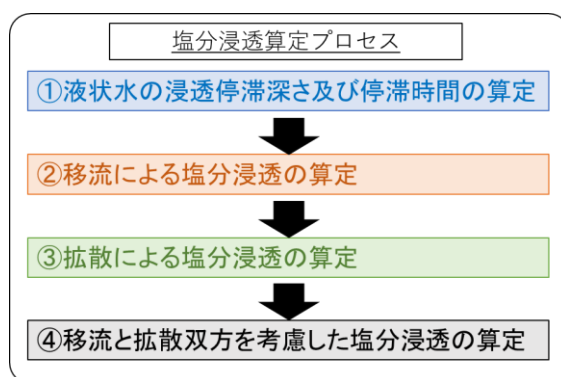 塩分浸透算定プロセス
①液状水の浸透停滞深さ及び停滞時間の算定
②移流による塩分浸透の算定
③拡散による塩分浸透の算定
④移流と拡散双方を考慮した塩分浸透の算定